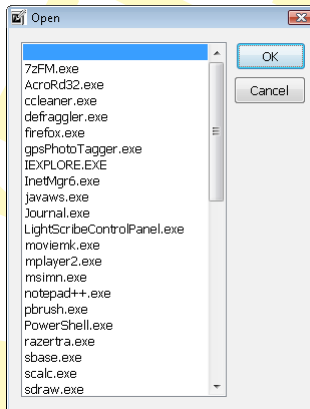 Open
OK
Cancel
7zFM.exe
AcroRd32.exe
ccleaner.exe
defraggler.exe
firefox.exe
gpsPhotoTagger.exe
IEXPLORE.EXE
InetMgr6.exe
javaws.exe
Journal.exe
LightScribeControlPanel.exe
moviemk.exe
mplayer2.exe
msimn.exe
notepad++.exe
pbrush.exe
PowerShell.exe
razertra.exe
sbase.exe
scalc.exe
sdraw.exe